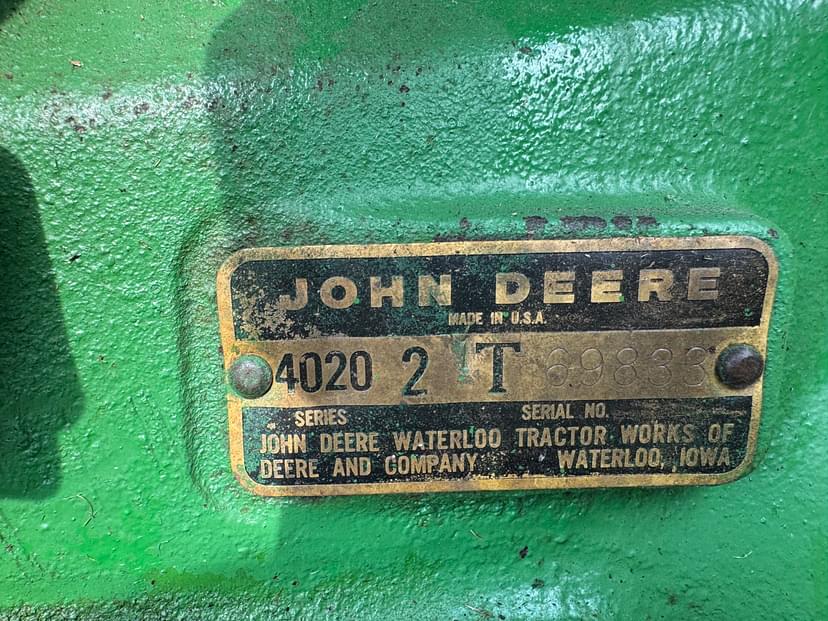 JOHN DEERE
MADE IN U.S.A.
4020 2 T 69833
SERIES SERIAL NO.
JOHN DEERE WATERLOO TRACTOR WORKS OF
DEERE AND COMPANY WATERLOO, IOWA